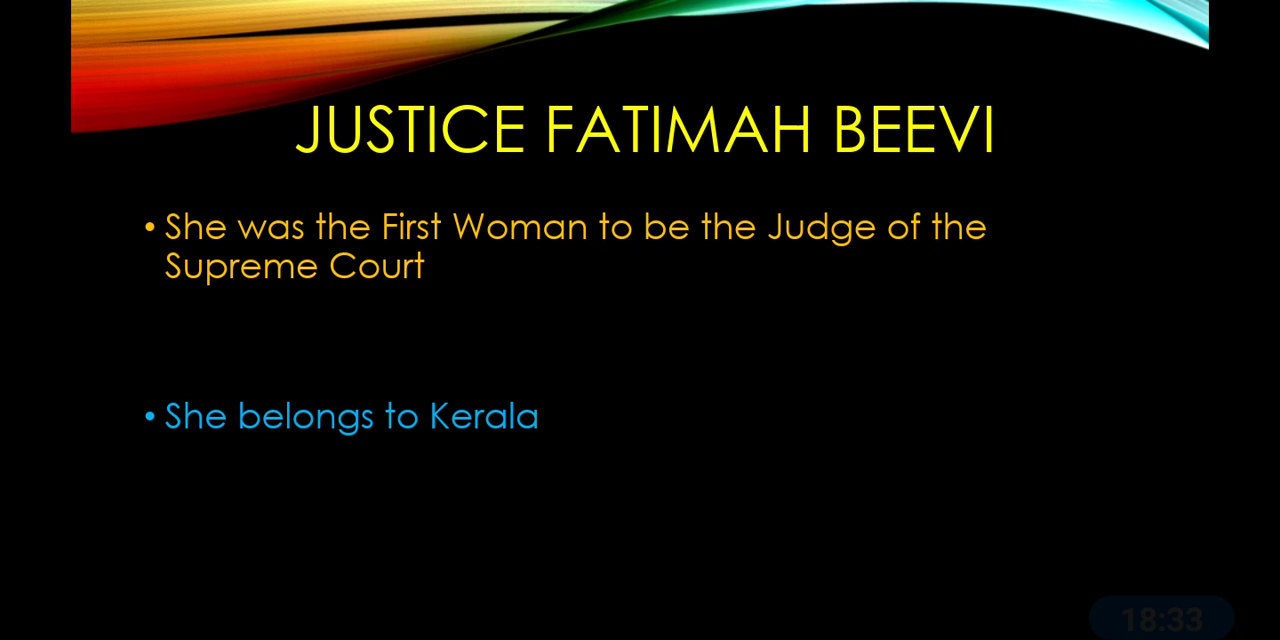 JUSTICE FATIMAH BEEVI
• She was the First Woman to be the Judge of the
Supreme Court
• She belongs to Kerala
18:33